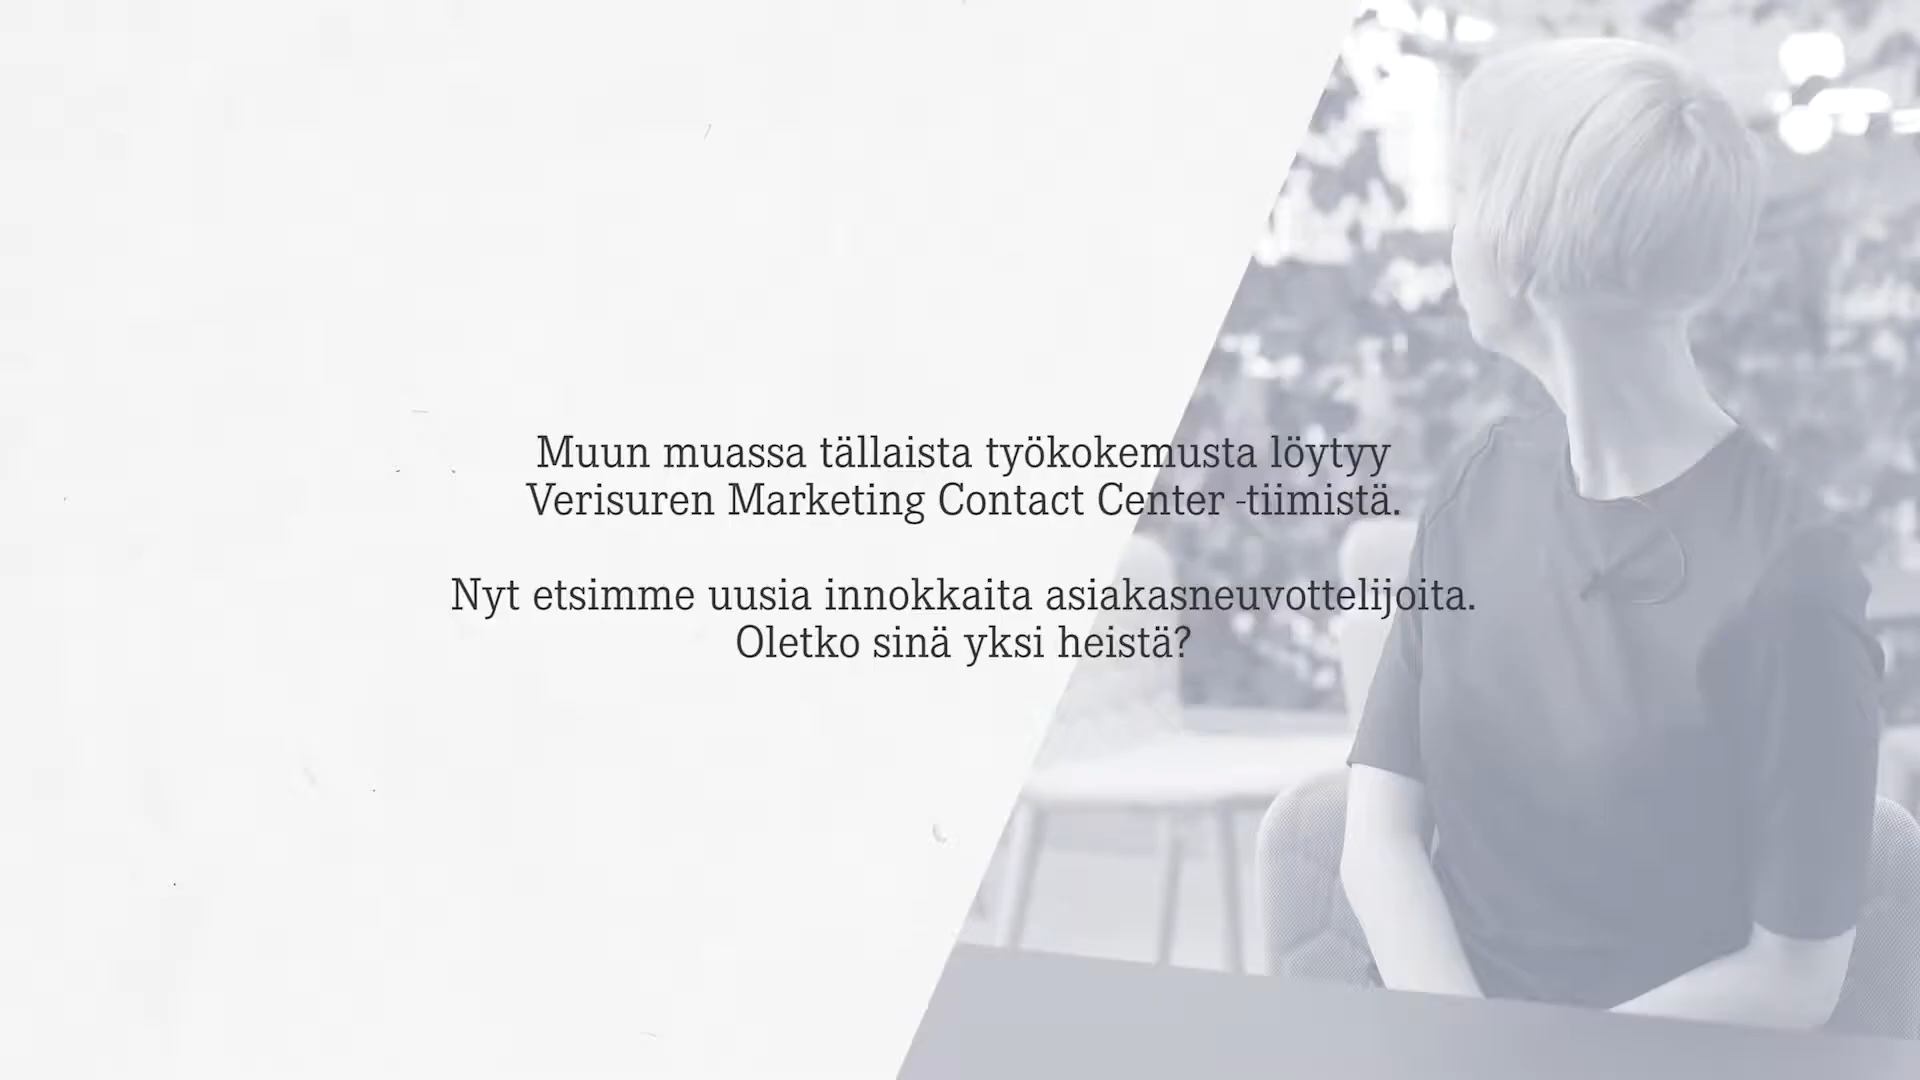 Muun muassa tällaista työkokemusta löytyy
Verisuren Marketing Contact Center -tiimistä.
Nyt etsimme uusia innokkaita asiakasneuvottelijoita.
Oletko sinä yksi heistä?